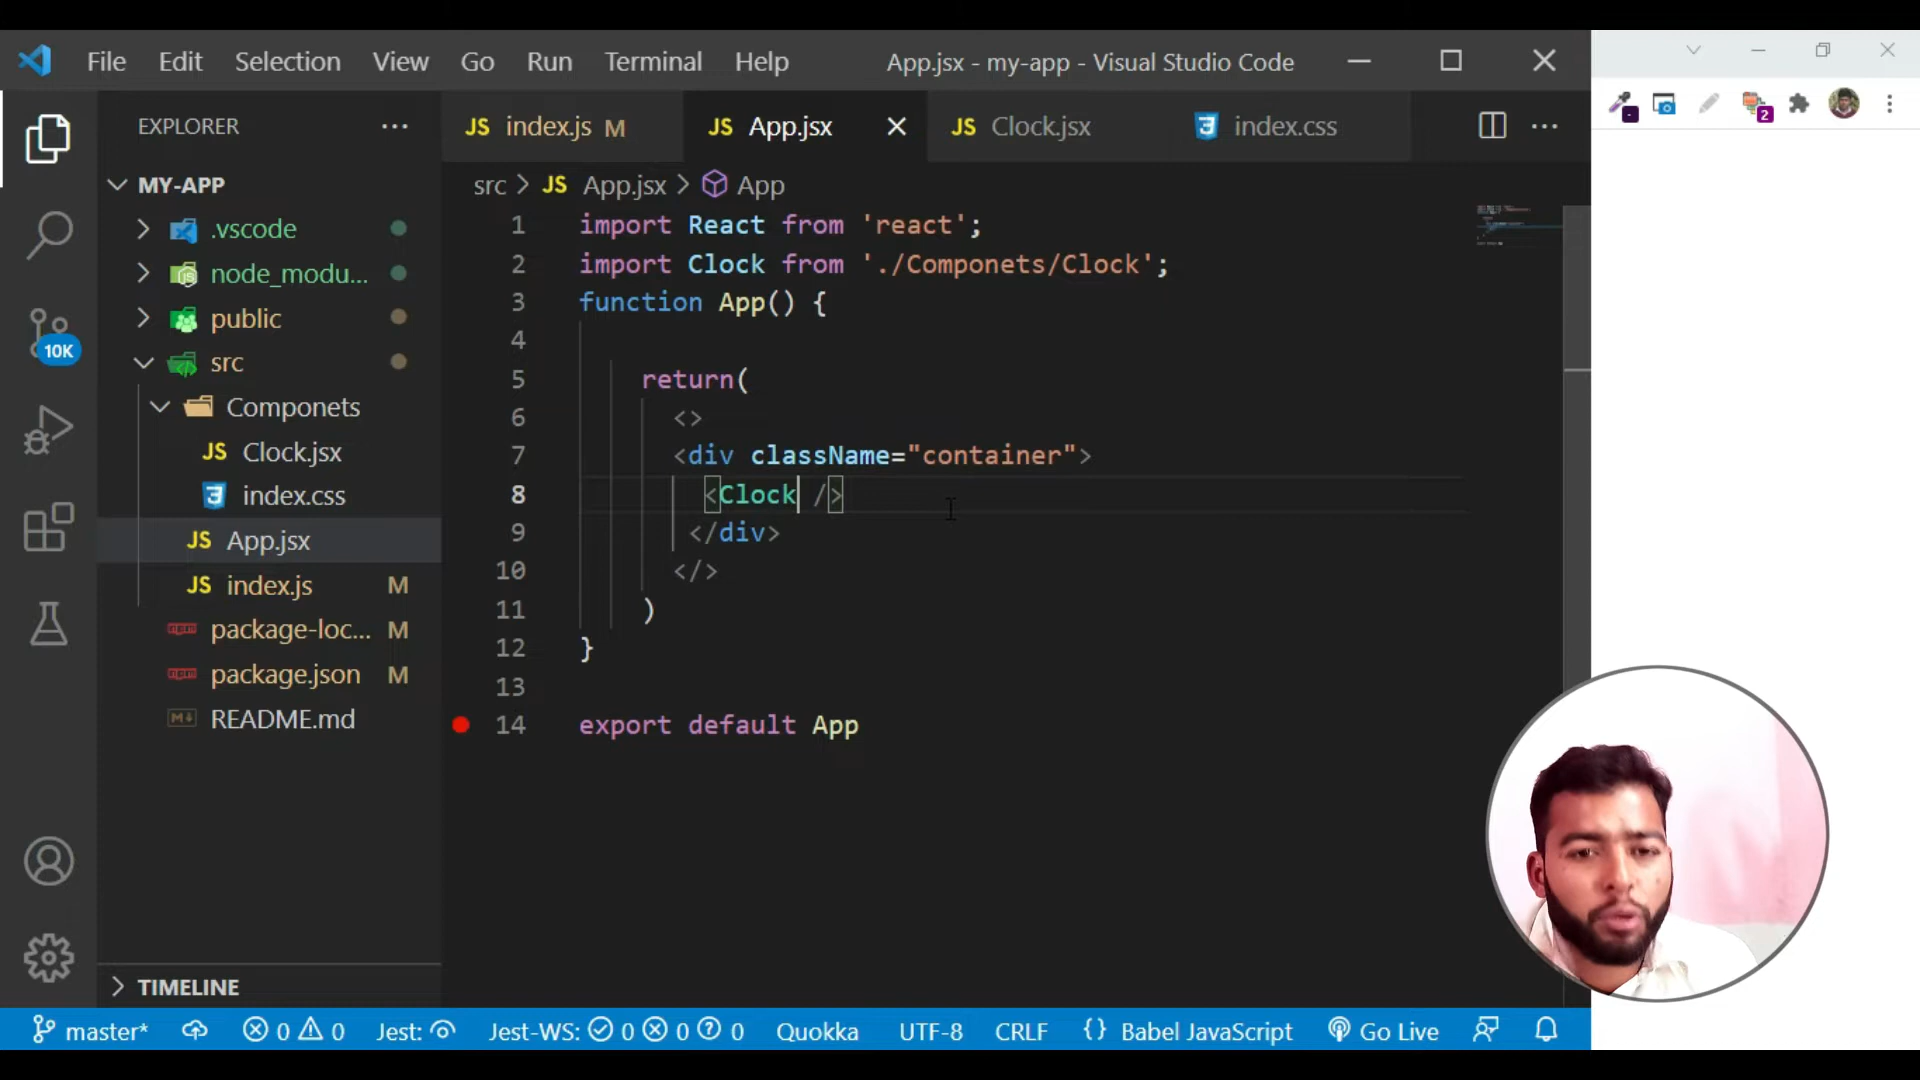 File Edit Selection View Go Run Terminal Help App.jsx - my-app - Visual Studio Code
EXPLORER
MY-APP
.vscode
node_modu...
public
src
Componets
JS Clock.jsx
index.css
JS App.jsx
JS index.js M
package-loc... M
package.json M
README.md
TIMELINE
10K
JS index.js M JS App.jsx JS Clock.jsx index.css
src > JS App.jsx > App
1 import React from 'react';
2 import Clock from './Componets/Clock';
3 function App() {
4
5 return(
6 <>
7 <div className="container">
8 <Clock />
9 </div>
10 </>
11 )
12 }
13
14 export default App
master* 0 0 Jest: Jest-WS: 0 0 0 Quokka UTF-8 CRLF {} Babel JavaScript Go Live
2